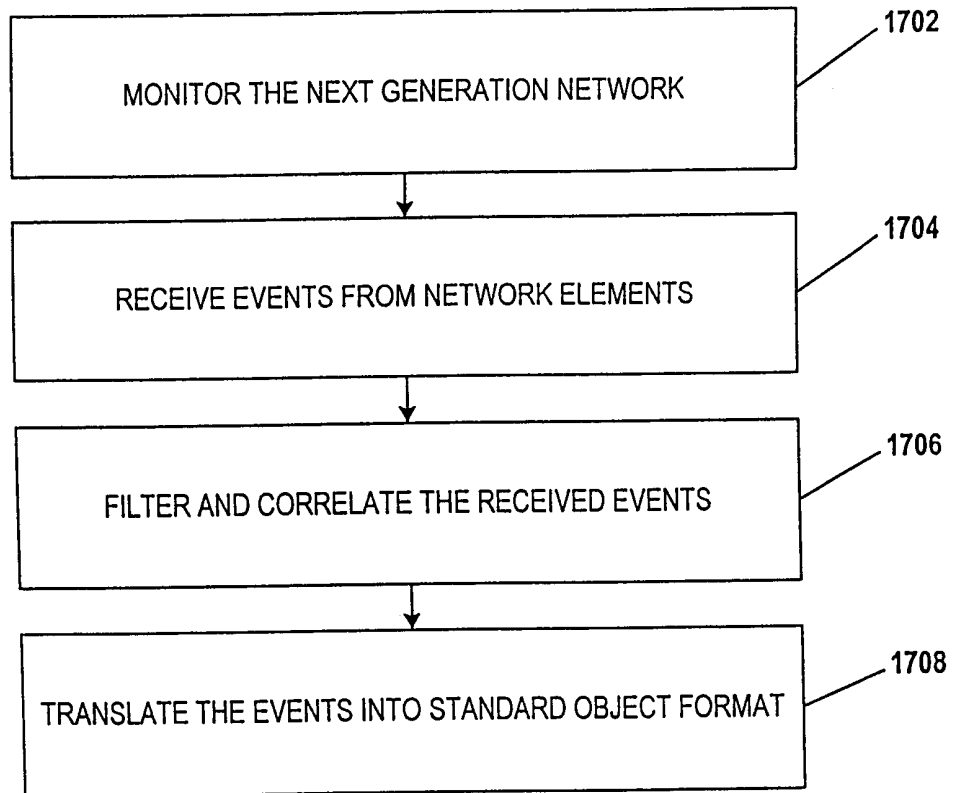 1702
MONITOR THE NEXT GENERATION NETWORK
1704
RECEIVE EVENTS FROM NETWORK ELEMENTS
1706
FILTER AND CORRELATE THE RECEIVED EVENTS
1708
TRANSLATE THE EVENTS INTO STANDARD OBJECT FORMAT